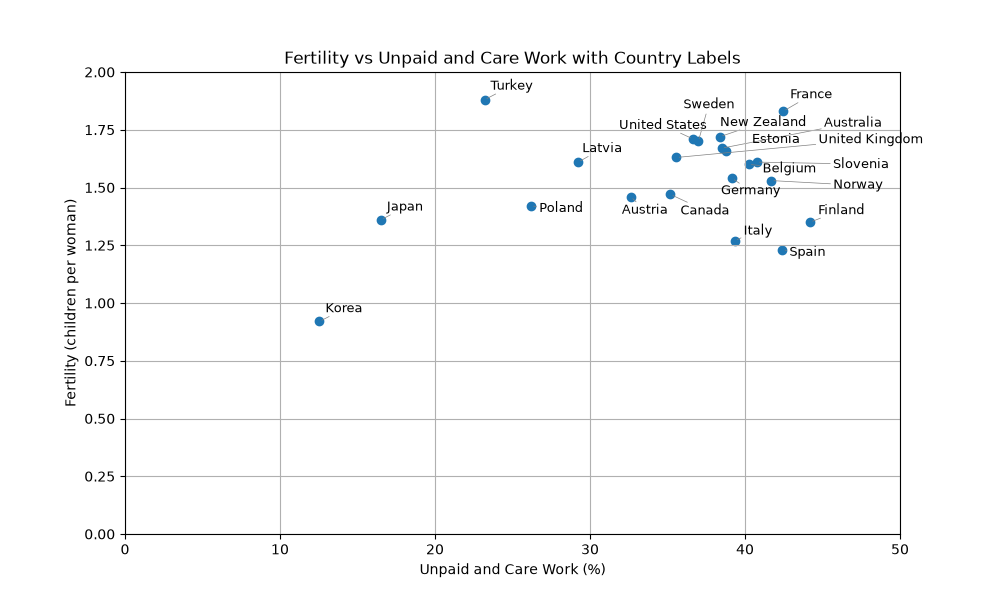 Fertility vs Unpaid and Care Work with Country Labels
2.00
1.75
1.50
1.25
1.00
0.75
0.50
0.25
0.00
Fertility (children per woman)
Turkey
France
Sweden
United States
New Zealand
Australia
Estonia
United Kingdom
Latvia
Slovenia
Belgium
Norway
Germany
Japan
Poland
Austria
Canada
Finland
Italy
Spain
Korea
0
10
20
30
40
50
Unpaid and Care Work (%)